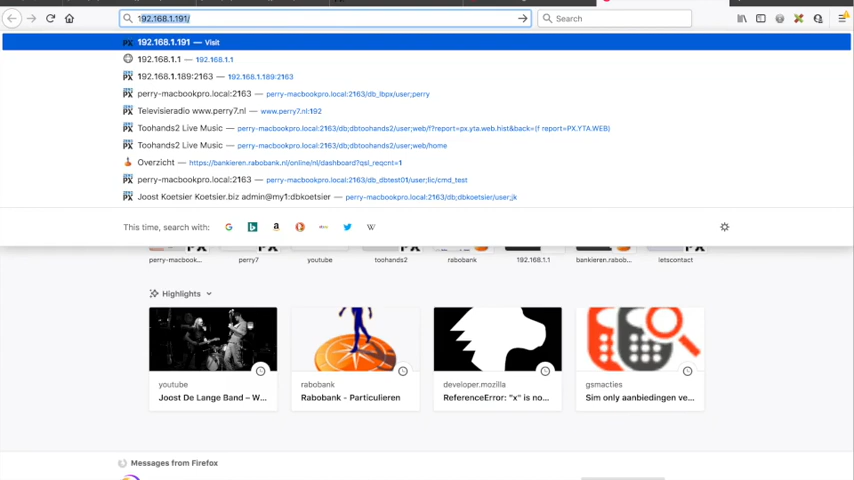 192.168.1.191/
Search
192.168.1.191 — Visit
192.168.1.1 — 192.168.1.1
192.168.1.189:2163 — 192.168.1.189:2163
perry-macbookpro.local:2163 — perry-macbookpro.local:2163/db_lbpx/user;perry
Televisieradio www.perry7.nl — www.perry7.nl:192
Toohands2 Live Music — perry-macbookpro.local:2163/db;dbtoohands2/user;web/f?report=px.yta.web.hist&back=(f report=PX.YTA.WEB)
Toohands2 Live Music — perry-macbookpro.local:2163/db;dbtoohands2/user;web/home
Overzicht — https://bankieren.rabobank.nl/online/nl/dashboard?qsl_reqcnt=1
perry-macbookpro.local:2163 — perry-macbookpro.local:2163/db_dbtest01/user;lic/cmd_test
Joost Koetsier Koetsier.biz admin@my1:dbkoetsier — perry-macbookpro.local:2163/db;dbkoetsier/user;jk
This time, search with:
perry-macbook... perry7 youtube toohands2 rabobank 192.168.1.1 bankieren.rabob... letscontact
Highlights
youtube rabobank developer.mozilla gsmacties
Joost De Lange Band – W... Rabobank - Particulieren ReferenceError: "x" is no... Sim only aanbiedingen ve...
Messages from Firefox